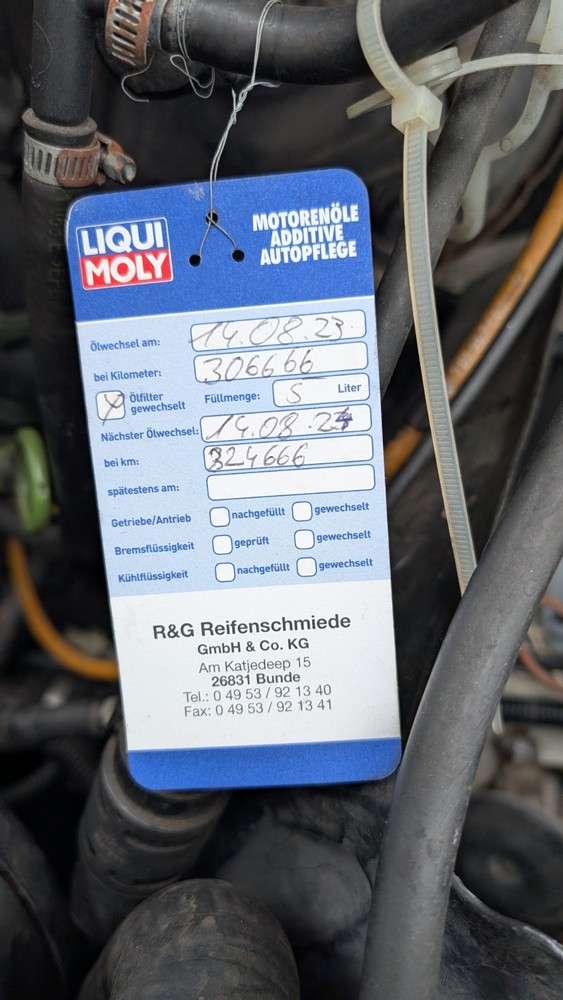 LIQUI
MOLY
MOTORENÖLE
ADDITIVE
AUTOPFLEGE
Ölwechsel am: 14.08.23.
bei Kilometer: 306666
X Ölfilter gewechselt Füllmenge: 5 Liter
Nächster Ölwechsel: 14.08.24
bei km: 324666
spätestens am:
Getriebe/Antrieb nachgefüllt gewechselt
Bremsflüssigkeit geprüft gewechselt
Kühlflüssigkeit nachgefüllt gewechselt
R&G Reifenschmiede
GmbH & Co. KG
Am Katjedeep 15
26831 Bunde
Tel.: 0 49 53 / 92 13 40
Fax: 0 49 53 / 92 13 41